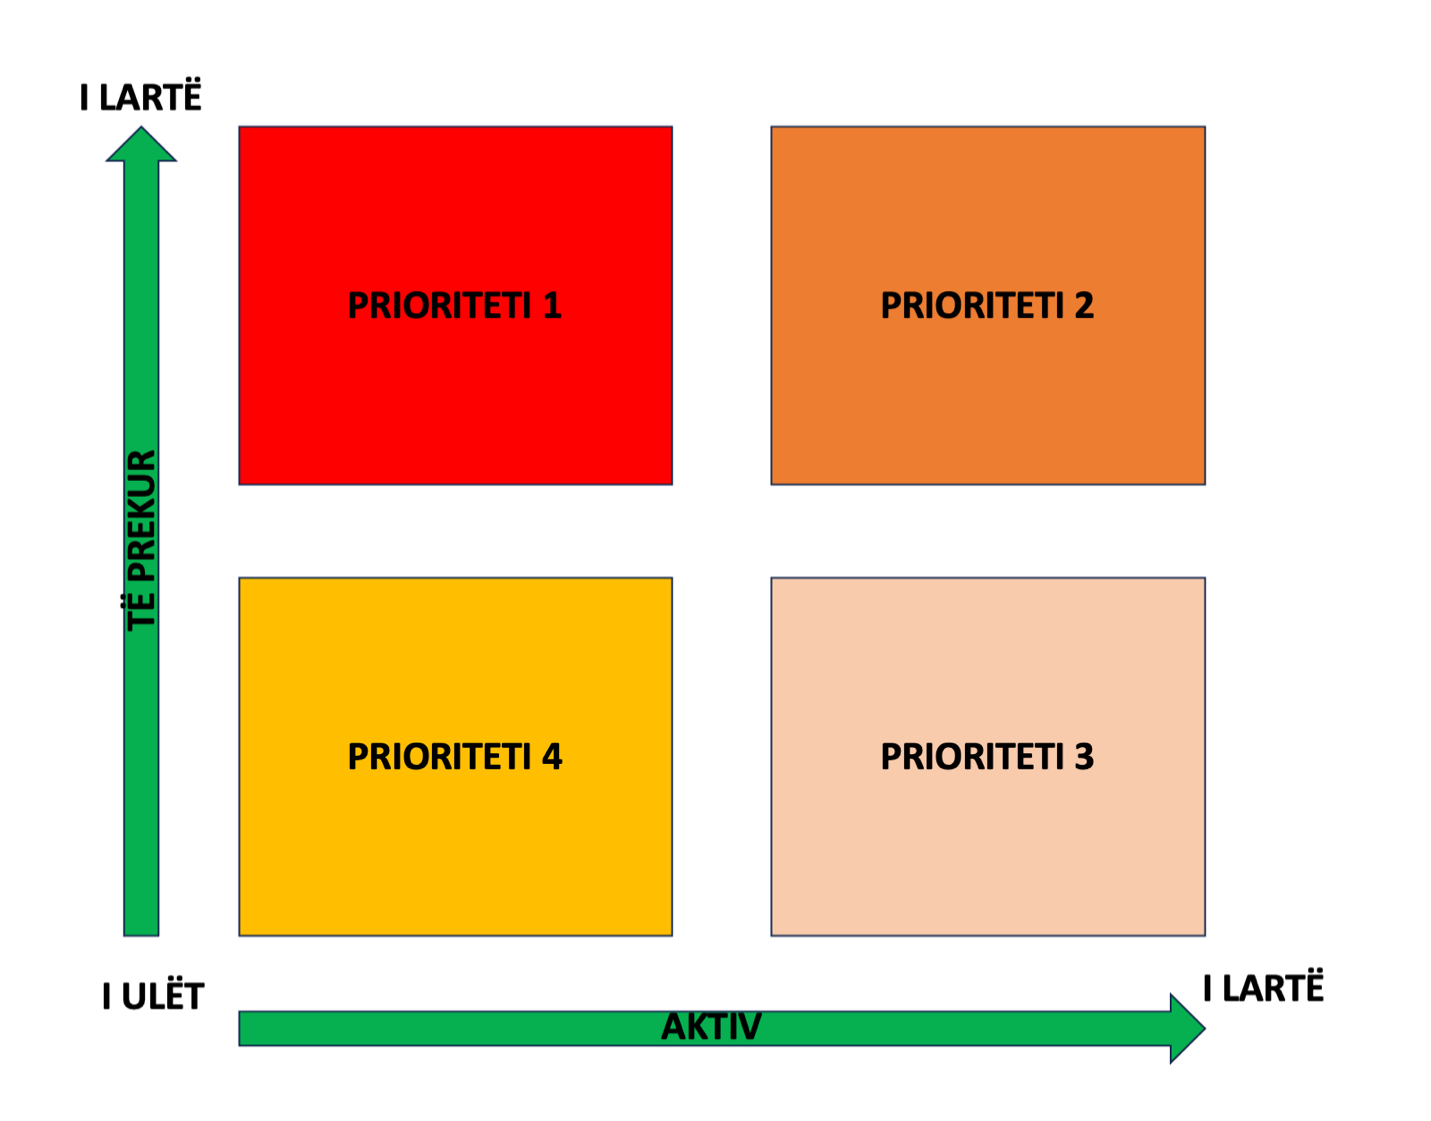 I LARTË
PRIORITETI 1
PRIORITETI 2
TË PREKUR
PRIORITETI 4
PRIORITETI 3
I ULËT
I LARTË
AKTIV